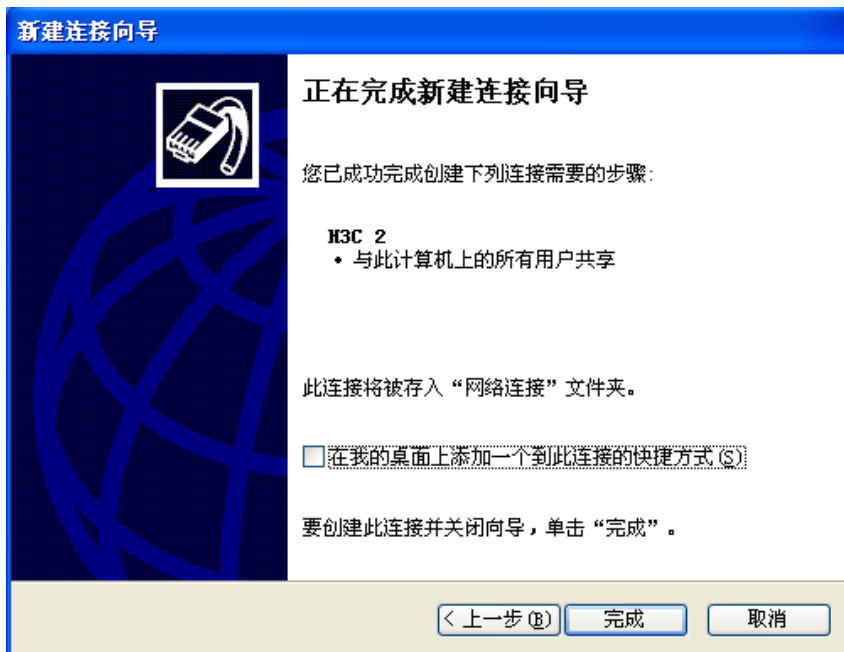 新建连接向导
正在完成新建连接向导
您已成功完成创建下列连接需要的步骤:
H3C 2
• 与此计算机上的所有用户共享
此连接将被存入“网络连接”文件夹。
在我的桌面上添加一个到此连接的快捷方式(S)
要创建此连接并关闭向导，单击“完成”。
< 上一步(B) 完成 取消